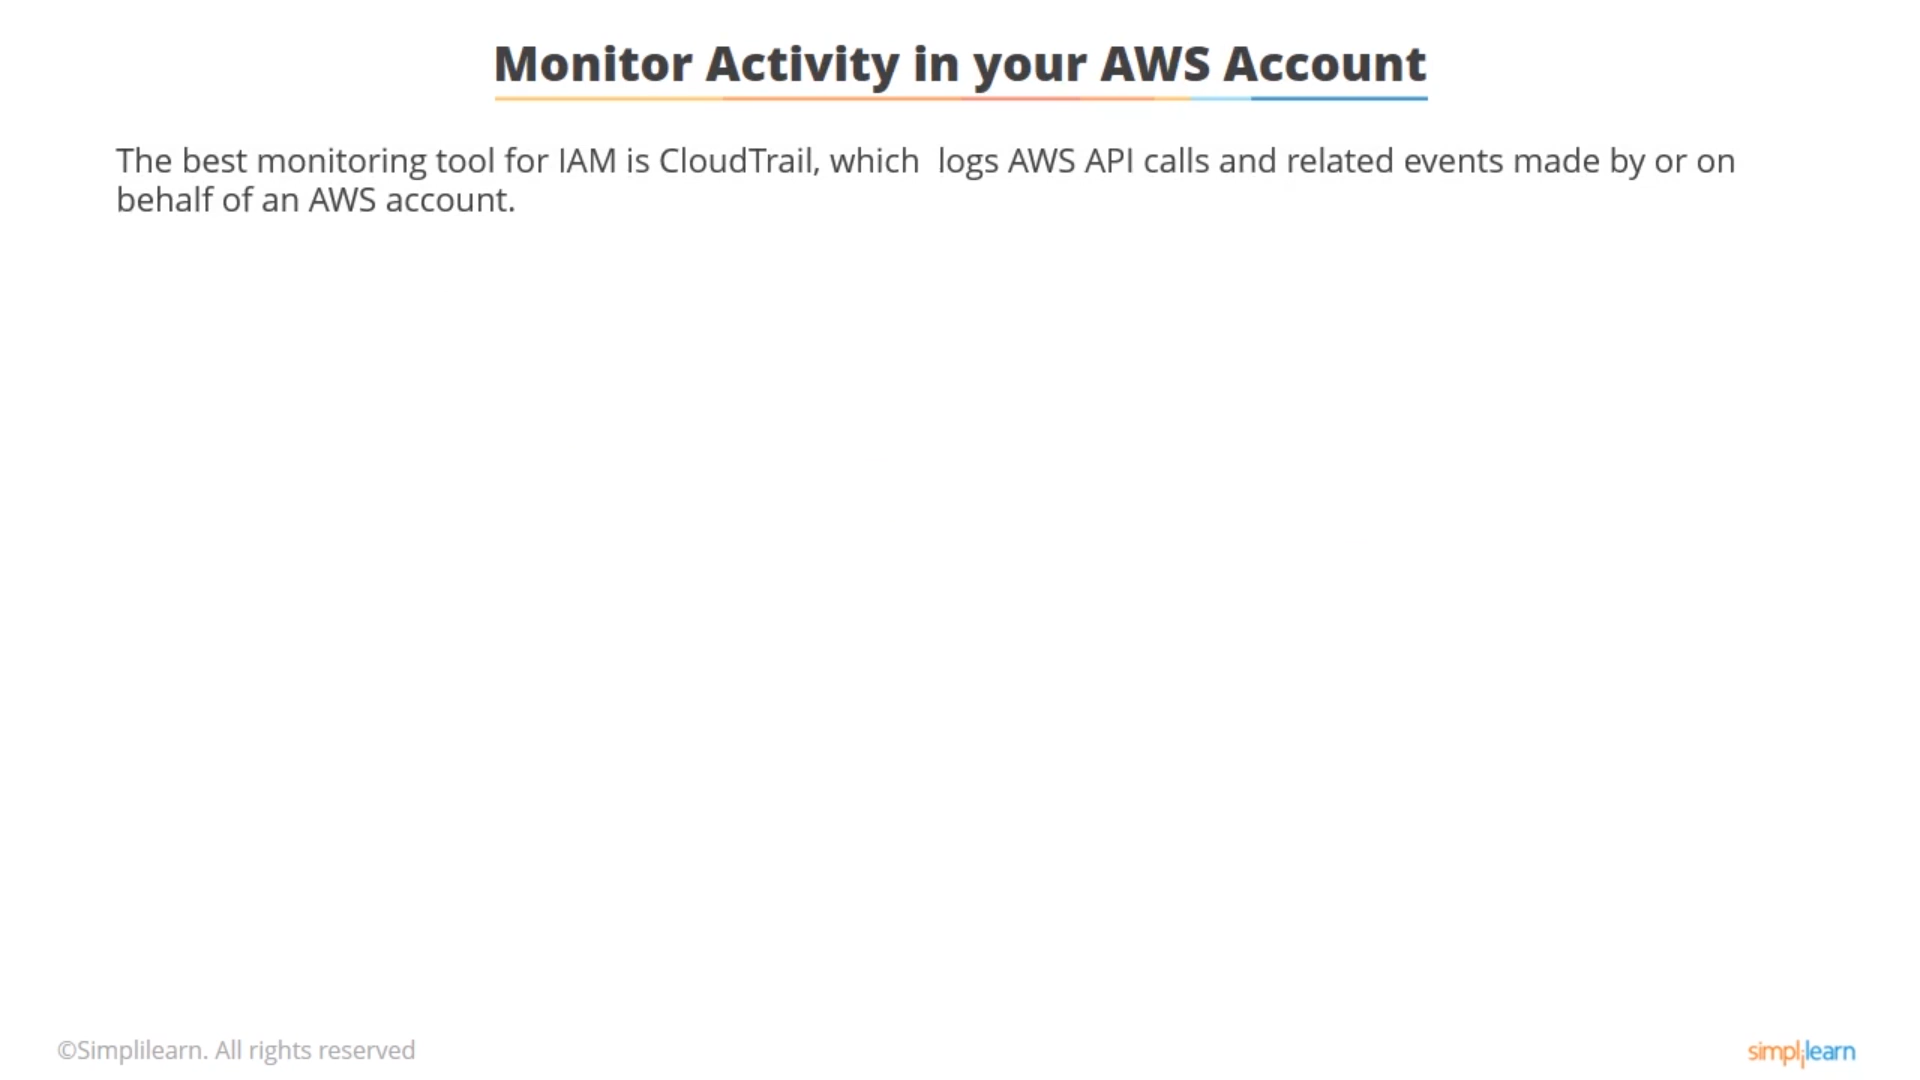 Monitor Activity in your AWS Account
The best monitoring tool for IAM is CloudTrail, which  logs AWS API calls and related events made by or on
behalf of an AWS account.
©Simplilearn. All rights reserved
simplilearn